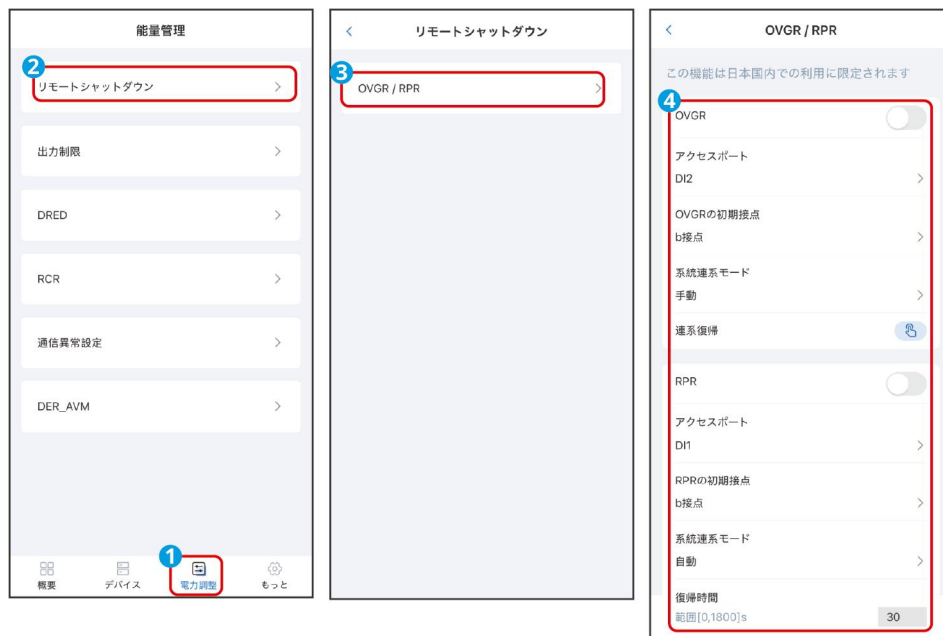 能量管理
2
リモートシャットダウン
出力制限
DRED
RCR
通信異常設定
DER_AVM
1
概要
デバイス
電力調整
もっと
リモートシャットダウン
3
OVGR / RPR
OVGR / RPR
この機能は日本国内での利用に限定されます
4
OVGR
アクセスポート
DI2
OVGRの初期接点
b接点
系統連系モード
手動
連系復帰
RPR
アクセスポート
DI1
RPRの初期接点
b接点
系統連系モード
自動
復帰時間
範囲[0,1800]s
30